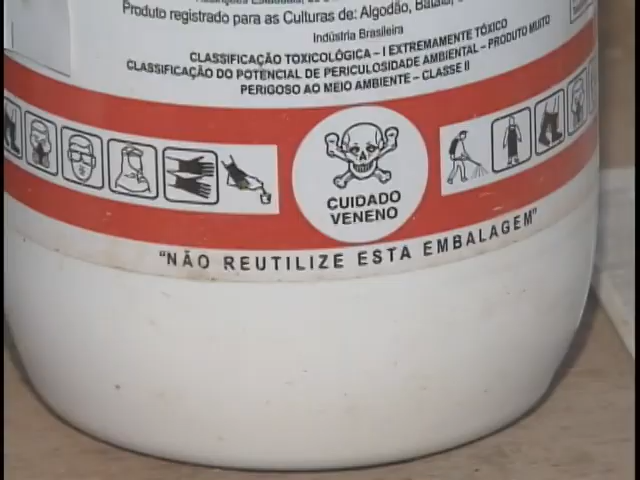 Produto registrado para as Culturas de: Algodão, Batata,
Indústria Brasileira
CLASSIFICAÇÃO TOXICOLÓGICA – I EXTREMAMENTE TÓXICO
CLASSIFICAÇÃO DO POTENCIAL DE PERICULOSIDADE AMBIENTAL – PRODUTO MUITO
PERIGOSO AO MEIO AMBIENTE – CLASSE II
CUIDADO
VENENO
"NÃO REUTILIZE ESTA EMBALAGEM"